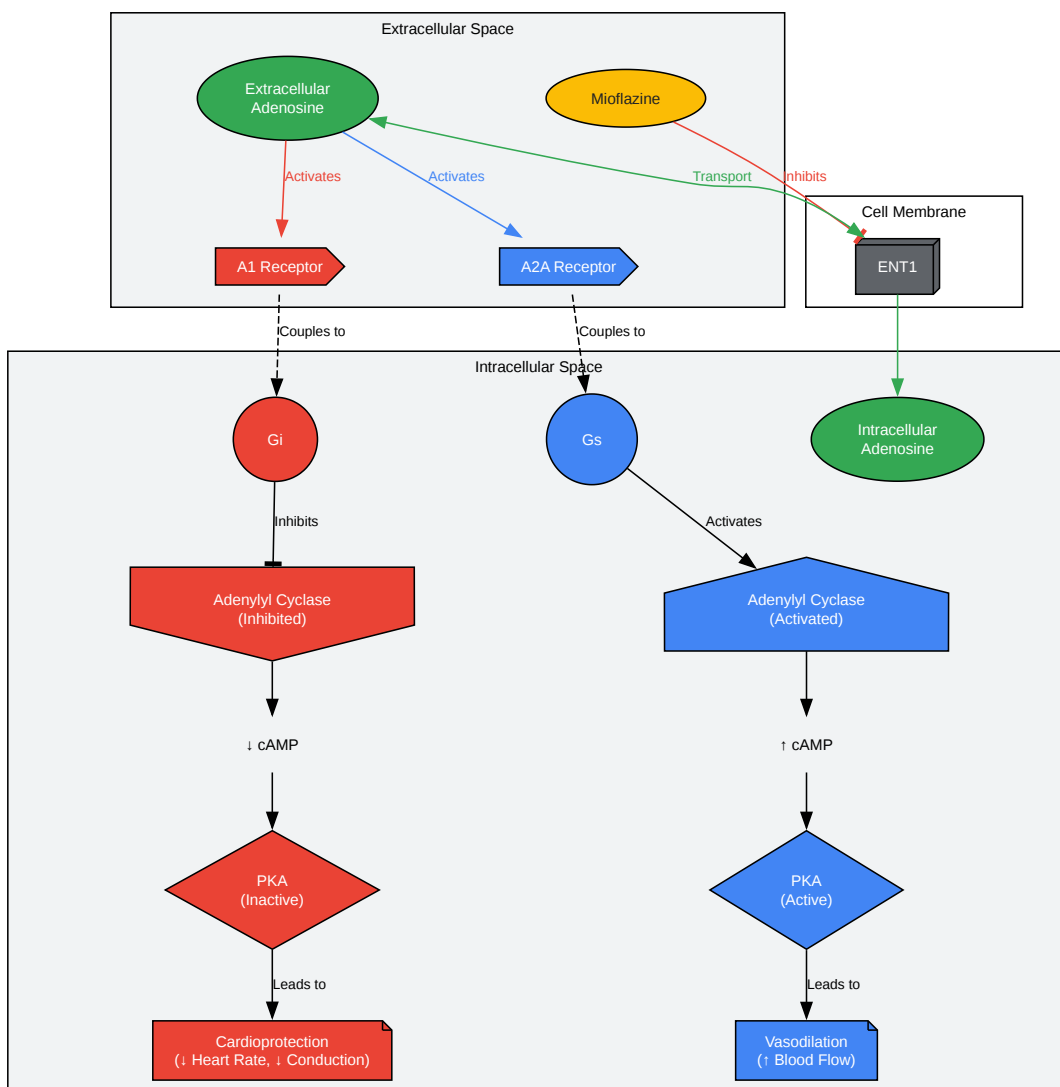 Extracellular Space
Extracellular
Adenosine
Mioflazine
Activates
Activates
Transport
Inhibits
Cell Membrane
A1 Receptor
A2A Receptor
ENT1
Couples to
Couples to
Intracellular Space
Gi
Gs
Intracellular
Adenosine
Inhibits
Activates
Adenylyl Cyclase
(Inhibited)
Adenylyl Cyclase
(Activated)
↓ cAMP
↑ cAMP
PKA
(Inactive)
PKA
(Active)
Leads to
Leads to
Cardioprotection
(↓ Heart Rate, ↓ Conduction)
Vasodilation
(↑ Blood Flow)